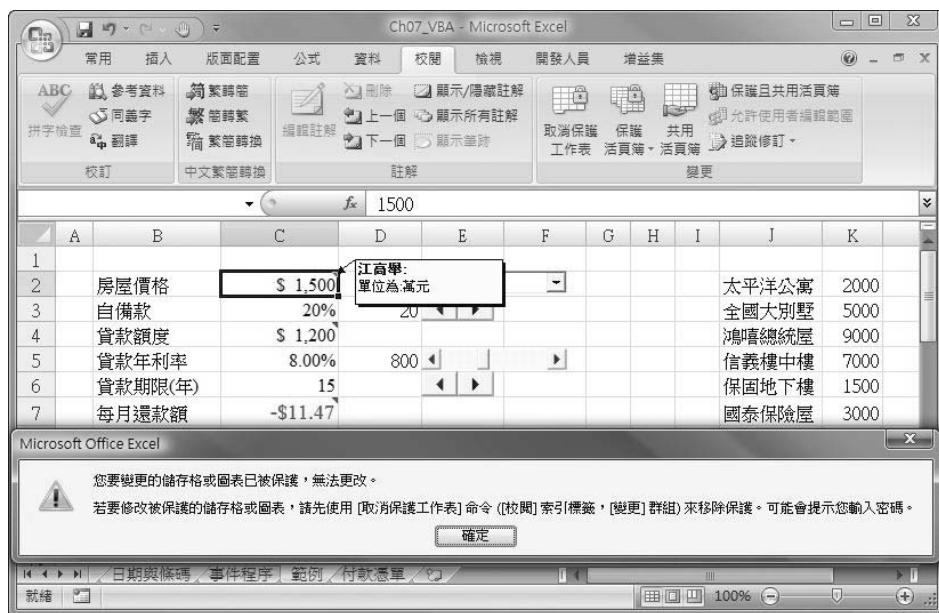 Ch07_VBA - Microsoft Excel
常用 插入 版面配置 公式 資料 校閱 檢視 開發人員 增益集
ABC 拼字檢查
參考資料
同義字
翻譯
校訂
简 繁轉簡
繁 簡轉繁
繁簡轉換
中文繁簡轉換
編輯註解
刪除
上一個
下一個
顯示/隱藏註解
顯示所有註解
顯示筆跡
註解
取消保護工作表
保護活頁簿
共用活頁簿
保護且共用活頁簿
允許使用者編輯範圍
追蹤修訂
變更
fx 1500
A B C D E F G H I J K
1
2 房屋價格 $ 1,500 太平洋公寓 2000
江高舉:
單位為:萬元
3 自備款 20% 20 全國大別墅 5000
4 貸款額度 $ 1,200 鴻嘻總統屋 9000
5 貸款年利率 8.00% 800 信義樓中樓 7000
6 貸款期限(年) 15 保固地下樓 1500
7 每月還款額 -$11.47 國泰保險屋 3000
Microsoft Office Excel
您要變更的儲存格或圖表已被保護，無法更改。
若要修改被保護的儲存格或圖表，請先使用 [取消保護工作表] 命令 ([校閱] 索引標籤，[變更] 群組) 來移除保護。可能會提示您輸入密碼。
確定
日期與條碼 事件程序 範例 付款憑單
就緒 100%